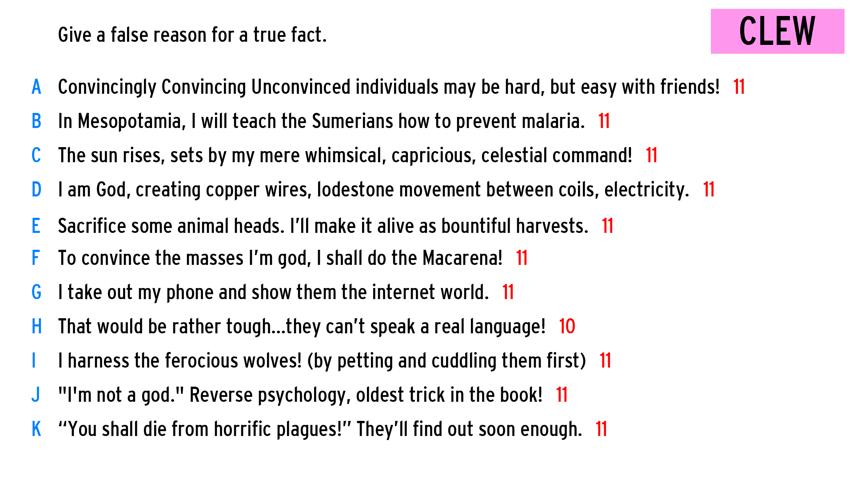 Give a false reason for a true fact.
CLEW
A Convincingly Convincing Unconvinced individuals may be hard, but easy with friends! 11
B In Mesopotamia, I will teach the Sumerians how to prevent malaria. 11
C The sun rises, sets by my mere whimsical, capricious, celestial command! 11
D I am God, creating copper wires, lodestone movement between coils, electricity. 11
E Sacrifice some animal heads. I'll make it alive as bountiful harvests. 11
F To convince the masses I'm god, I shall do the Macarena! 11
G I take out my phone and show them the internet world. 11
H That would be rather tough...they can't speak a real language! 10
I I harness the ferocious wolves! (by petting and cuddling them first) 11
J "I'm not a god." Reverse psychology, oldest trick in the book! 11
K “You shall die from horrific plagues!” They'll find out soon enough. 11